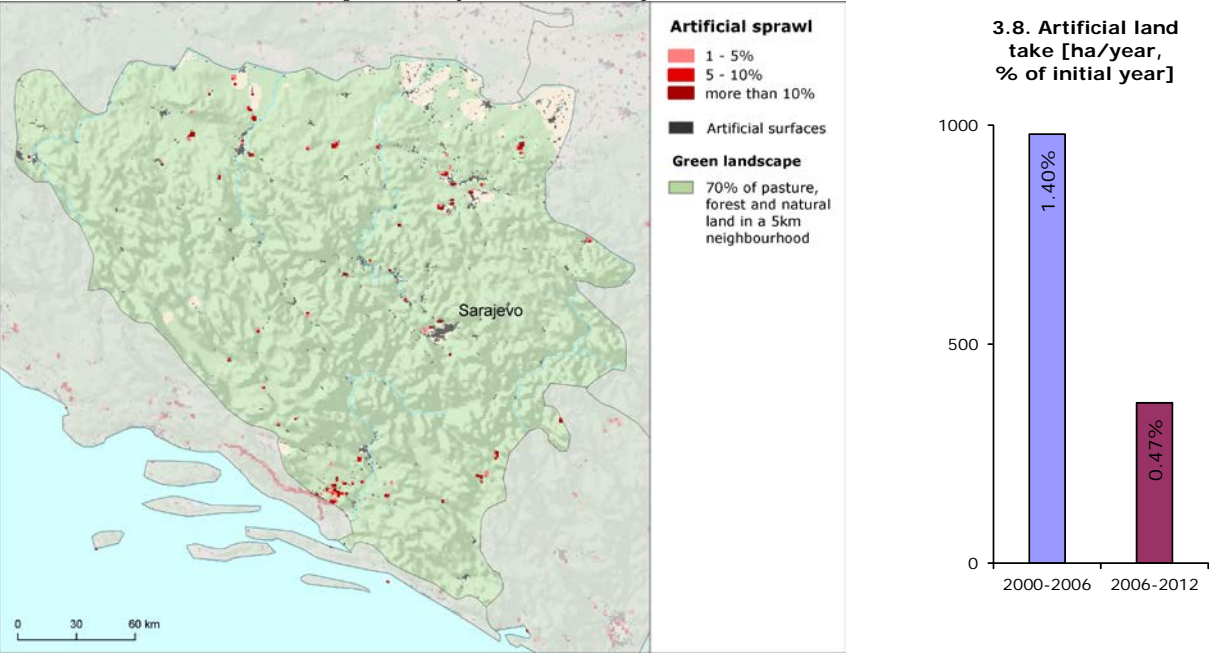 Artificial sprawl
1 - 5%
5 - 10%
more than 10%
Artificial surfaces
Green landscape
70% of pasture,
forest and natural
land in a 5km
neighbourhood
Sarajevo
0 30 60 km
3.8. Artificial land
take [ha/year,
% of initial year]
1000
500
0
1.40%
0.47%
2000-2006 2006-2012